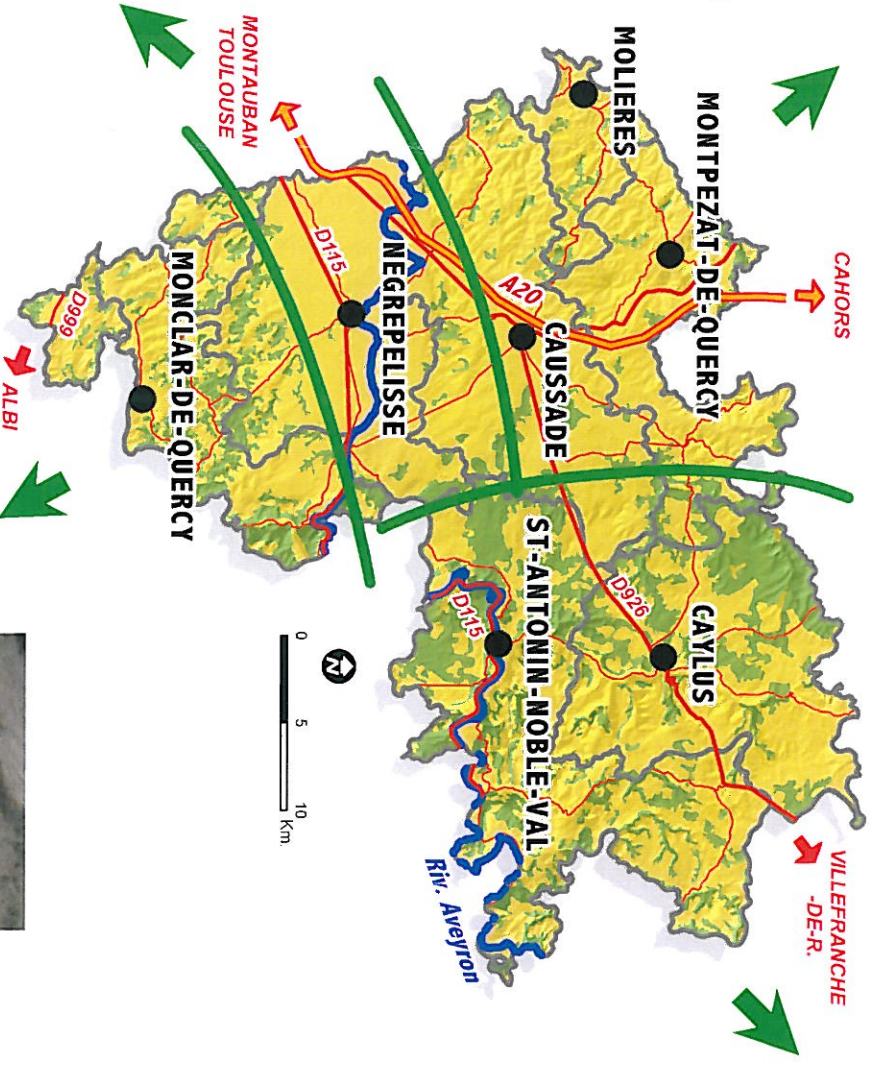 CAHORS
VILLEFRANCHE
-DE-R.
MONTPEZAT-DE-QUERCY
MOLIERES
CAYLUS
A20
D926
CAUSSADE
ST-ANTONIN-NOBLE-VAL
D115
Riv. Aveyron
MONTAUBAN
TOULOUSE
NEGREPELISSE
D115
MONCLAR-DE-QUERCY
D999
ALBI
N
0 5 10
Km.